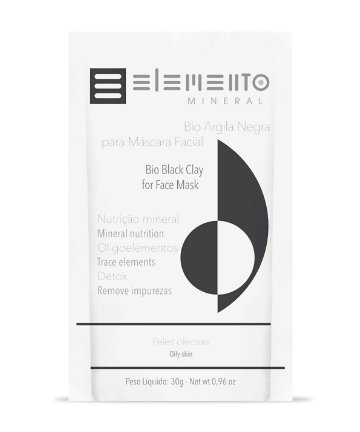 elemento
MINERAL
Bio Argila Negra
para Máscara Facial
Bio Black Clay
for Face Mask
Nutrição mineral
Mineral nutrition
Oligoelementos
Trace elements
Detox
Remove impurezas
Peles oleosas
Oily skin
Peso Líquido: 30g - Net wt 0,96 oz